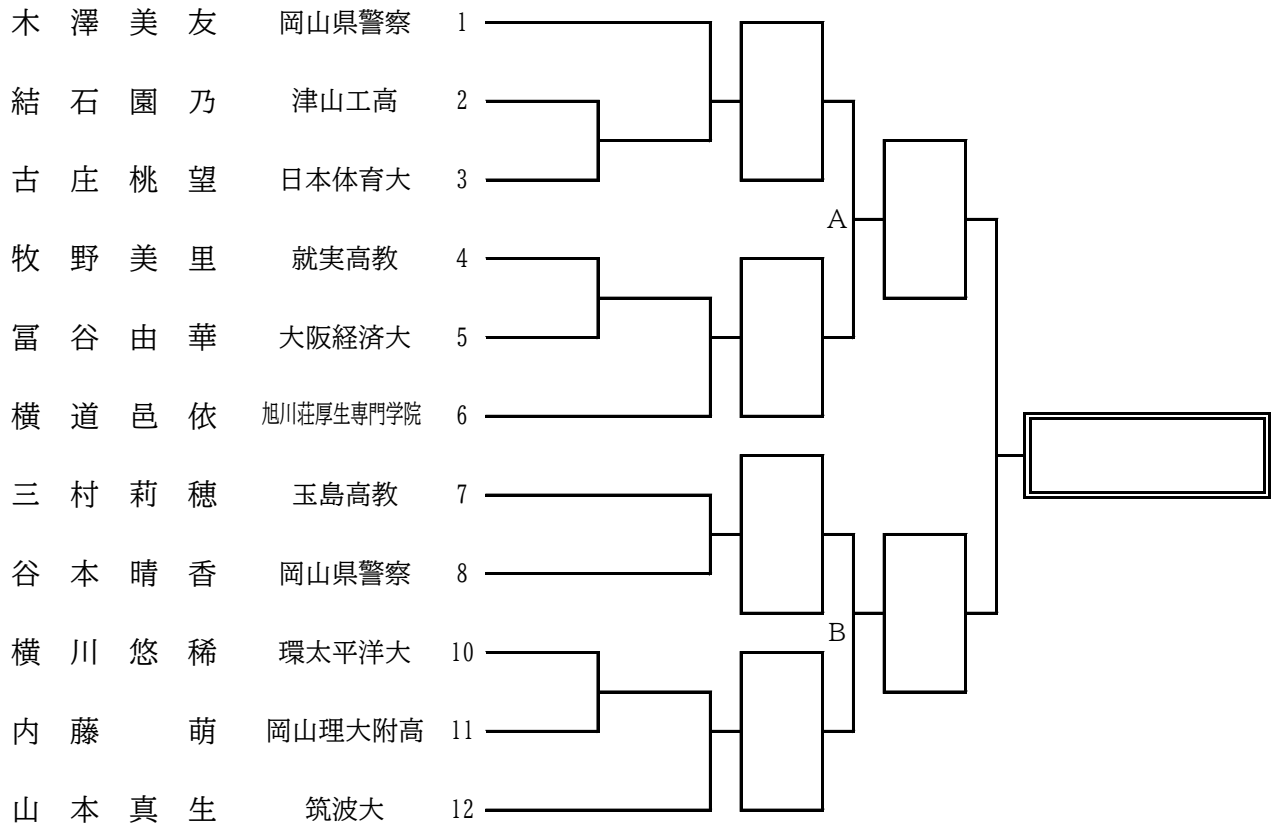 木澤美友 岡山県警察 1
結石園乃 津山工高 2
古庄桃望 日本体育大 3
A
牧野美里 就実高教 4
冨谷由華 大阪経済大 5
横道邑依 旭川荘厚生専門学院 6
三村莉穂 玉島高教 7
谷本晴香 岡山県警察 8
B
横川悠稀 環太平洋大 10
内藤 萌 岡山理大附高 11
山本真生 筑波大 12